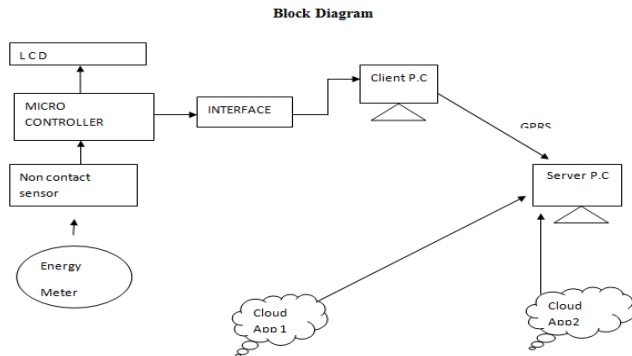 Block Diagram
L C D
MICRO
CONTROLLER
INTERFACE
Client P.C
GPRS
Non contact
sensor
Server P.C
Energy
Meter
Cloud
App 1
Cloud
App2